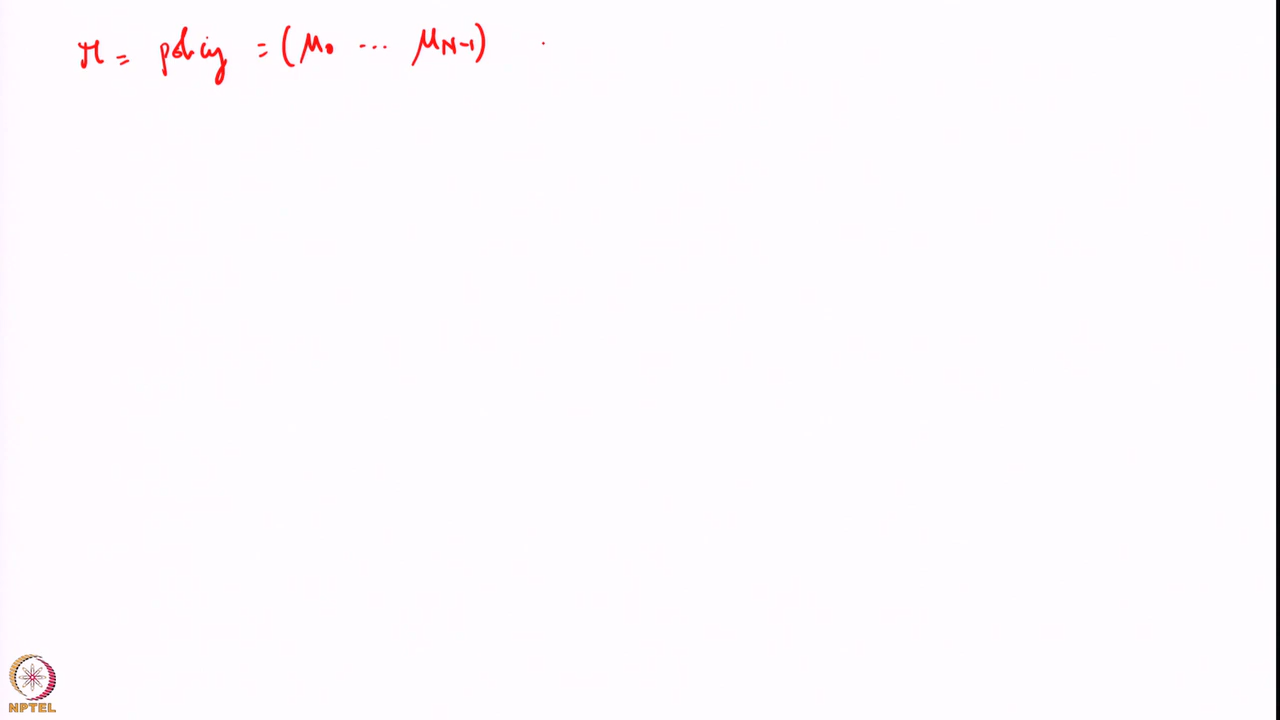 π = policy = (μ0 ... μN-1)
NPTEL